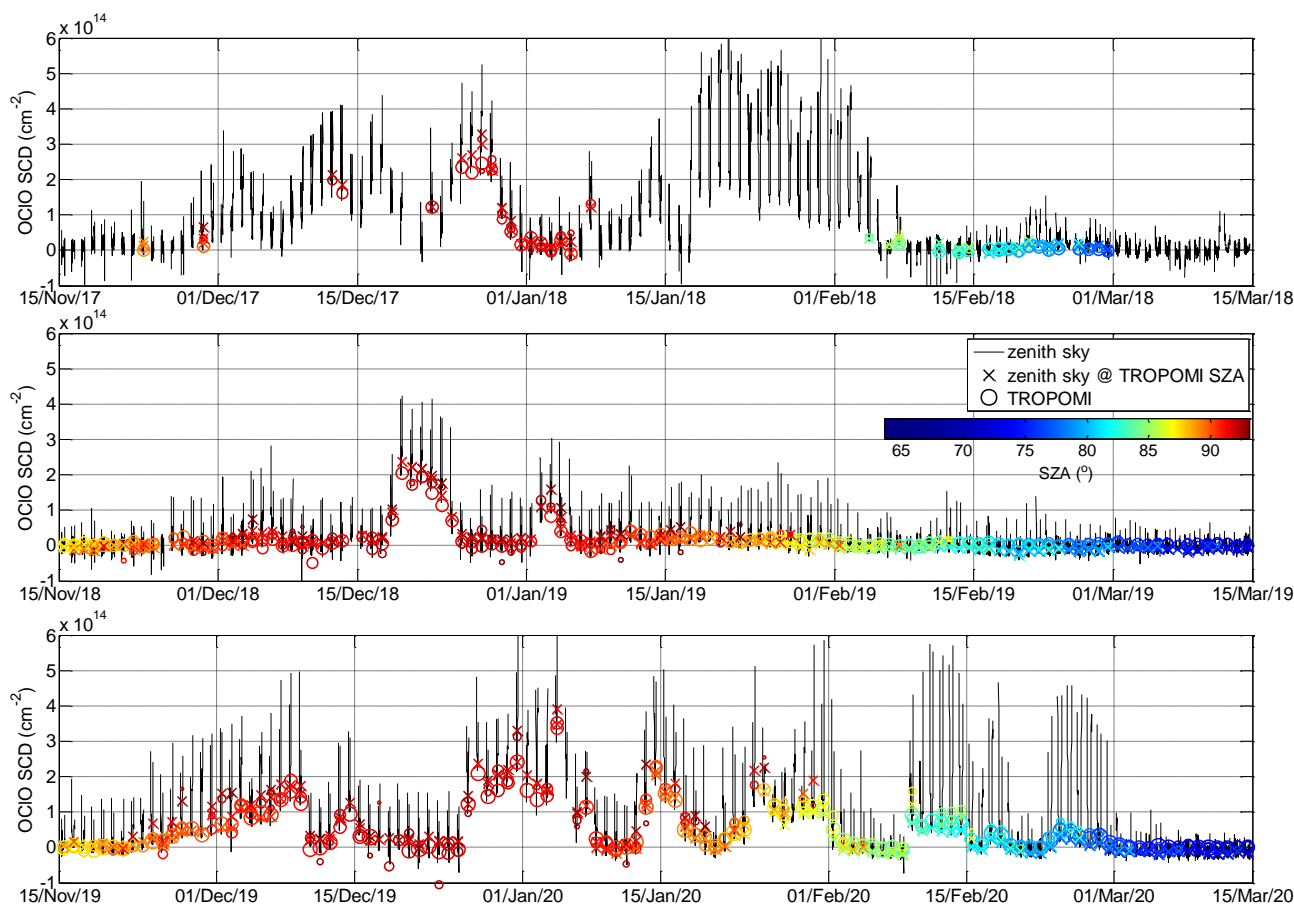 x 10^14
6
5
4
3
2
1
0
-1
OClO SCD (cm^-2)
15/Nov/17 01/Dec/17 15/Dec/17 01/Jan/18 15/Jan/18 01/Feb/18 15/Feb/18 01/Mar/18 15/Mar/18
x 10^14
6
5
4
3
2
1
0
-1
OClO SCD (cm^-2)
zenith sky
zenith sky @ TROPOMI SZA
TROPOMI
65 70 75 80 85 90
SZA (º)
15/Nov/18 01/Dec/18 15/Dec/18 01/Jan/19 15/Jan/19 01/Feb/19 15/Feb/19 01/Mar/19 15/Mar/19
x 10^14
6
5
4
3
2
1
0
-1
OClO SCD (cm^-2)
15/Nov/19 01/Dec/19 15/Dec/19 01/Jan/20 15/Jan/20 01/Feb/20 15/Feb/20 01/Mar/20 15/Mar/20